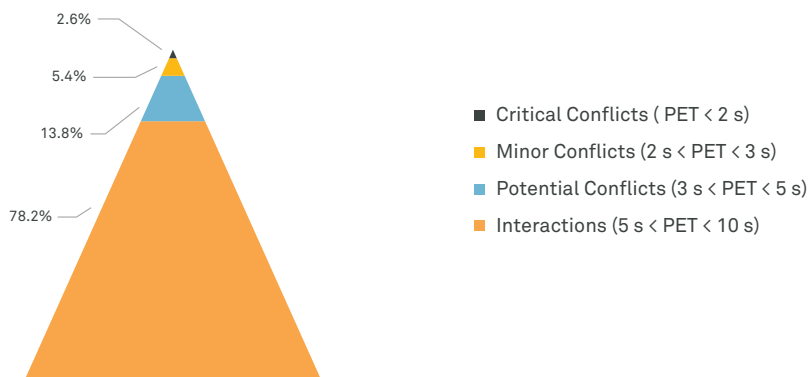 2.6%
5.4%
13.8%
78.2%
Critical Conflicts ( PET < 2 s)
Minor Conflicts (2 s < PET < 3 s)
Potential Conflicts (3 s < PET < 5 s)
Interactions (5 s < PET < 10 s)